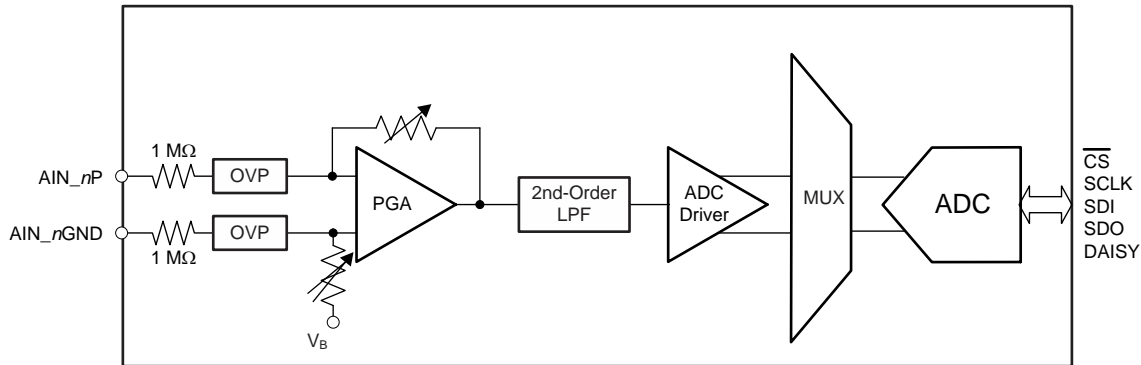 1 MΩ
AIN_nP
OVP
AIN_nGND
OVP
1 MΩ
V_B
PGA
2nd-Order
LPF
ADC
Driver
MUX
ADC
C̅S̅
SCLK
SDI
SDO
DAISY